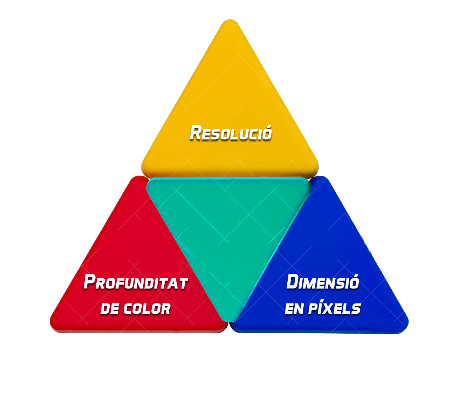 Resolució
Profunditat
de color
Dimensió
en píxels